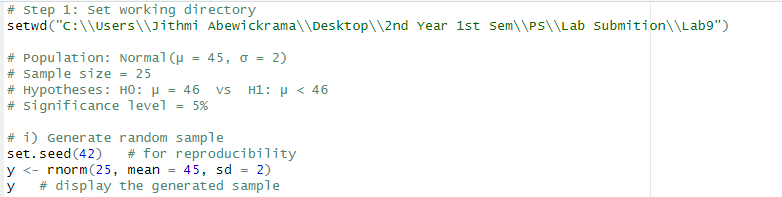 # Step 1: Set working directory
setwd("C:\\Users\\Jithmi Abewickrama\\Desktop\\2nd Year 1st Sem\\PS\\Lab Submition\\Lab9")
# Population: Normal(μ = 45, σ = 2)
# Sample size = 25
# Hypotheses: H0: μ = 46  vs  H1: μ < 46
# Significance level = 5%
# i) Generate random sample
set.seed(42)   # for reproducibility
y <- rnorm(25, mean = 45, sd = 2)
y   # display the generated sample